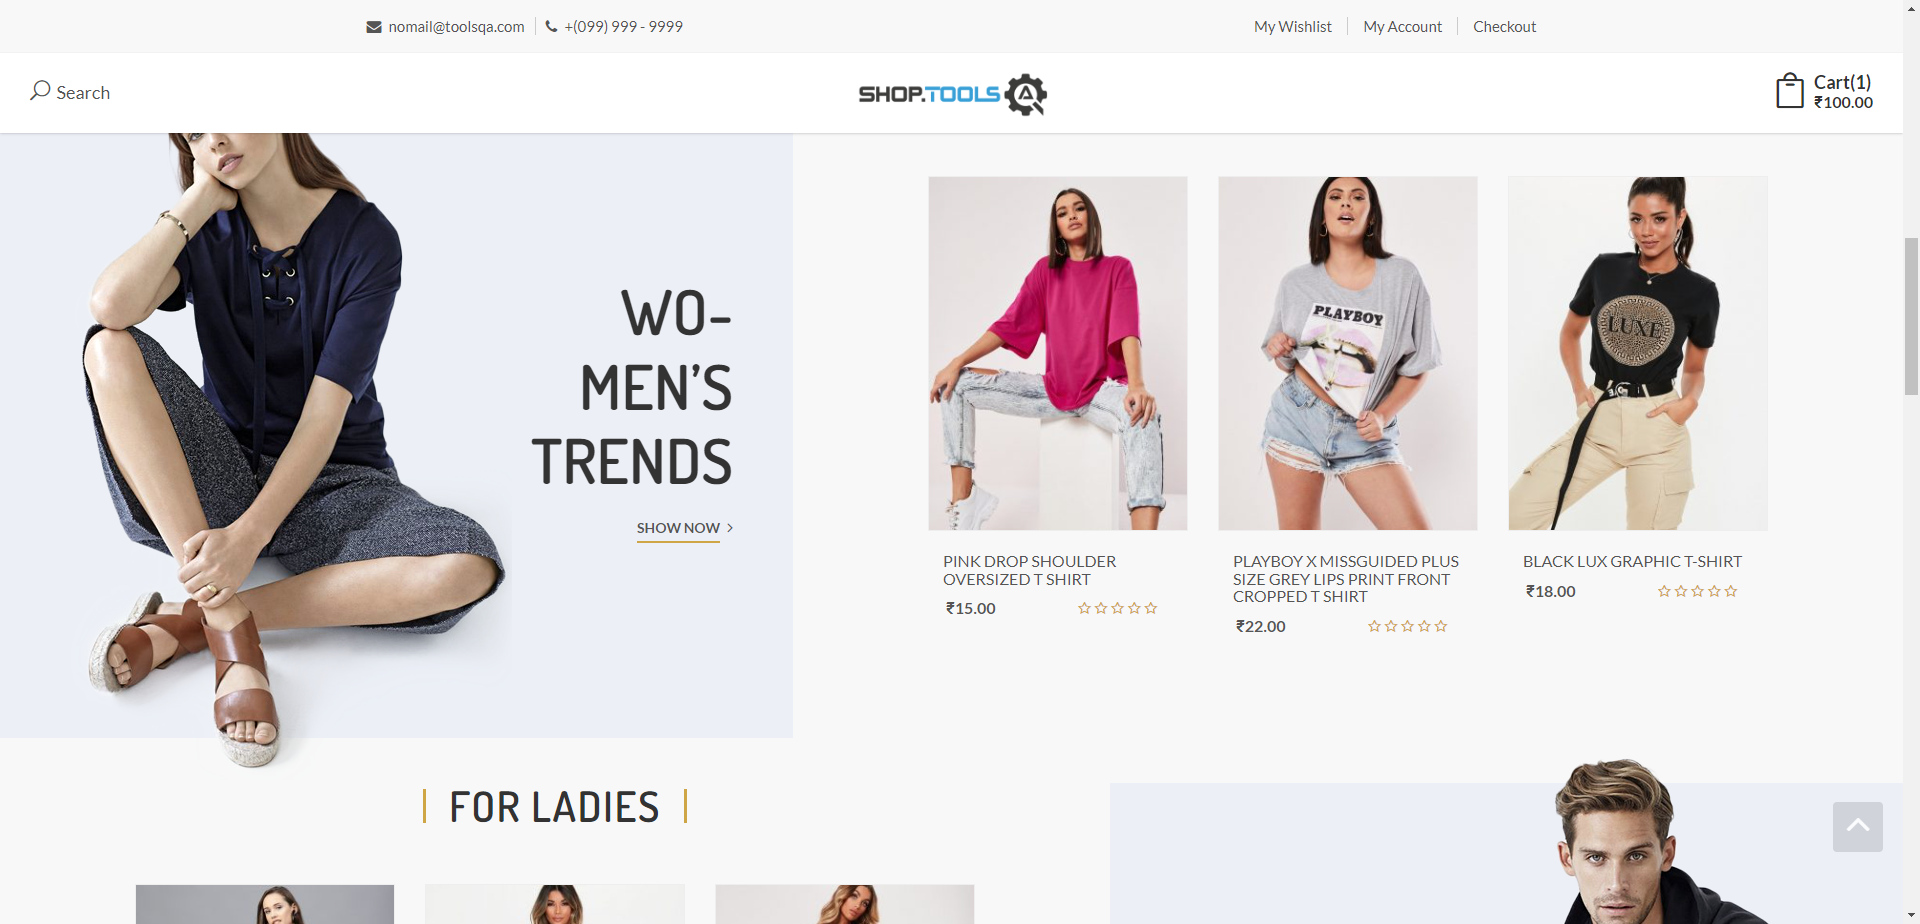 nomail@toolsqa.com
+(099) 999 - 9999
My Wishlist
My Account
Checkout
Search
SHOP.TOOLS
Cart(1)
₹100.00
WO-
MEN’S
TRENDS
SHOW NOW
PLAYBOY
LUXE
PINK DROP SHOULDER
OVERSIZED T SHIRT
₹15.00
PLAYBOY X MISSGUIDED PLUS
SIZE GREY LIPS PRINT FRONT
CROPPED T SHIRT
₹22.00
BLACK LUX GRAPHIC T-SHIRT
₹18.00
FOR LADIES